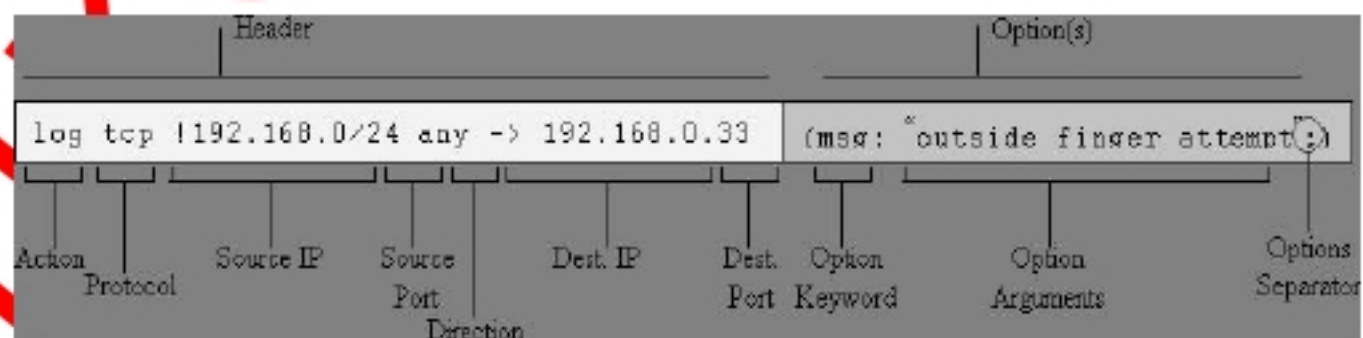 Header Option(s)
log tcp !192.168.0/24 any -> 192.168.0.33 (msg: “outside finger attempt”;)
Action Protocol Source IP Source Port Direction Dest. IP Dest. Port Option Keyword Option Arguments Options Separator